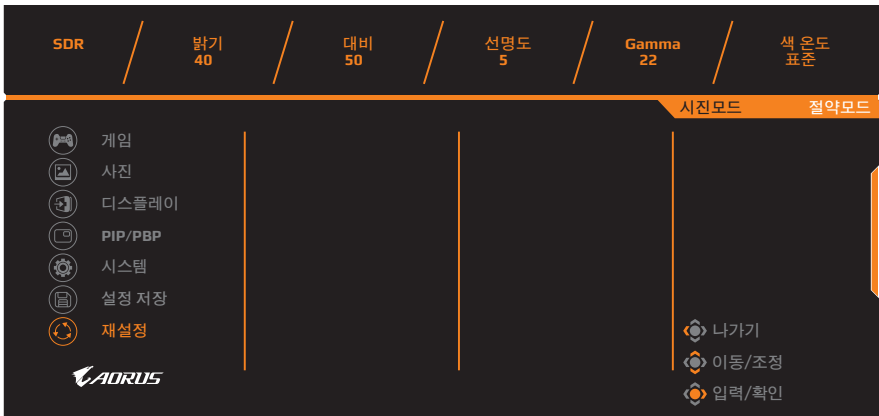 SDR
밝기
40
대비
50
선명도
5
Gamma
22
색 온도
표준
시진모드
절약모드
게임
사진
디스플레이
PIP/PBP
시스템
설정 저장
재설정
AORUS
나가기
이동/조정
입력/확인